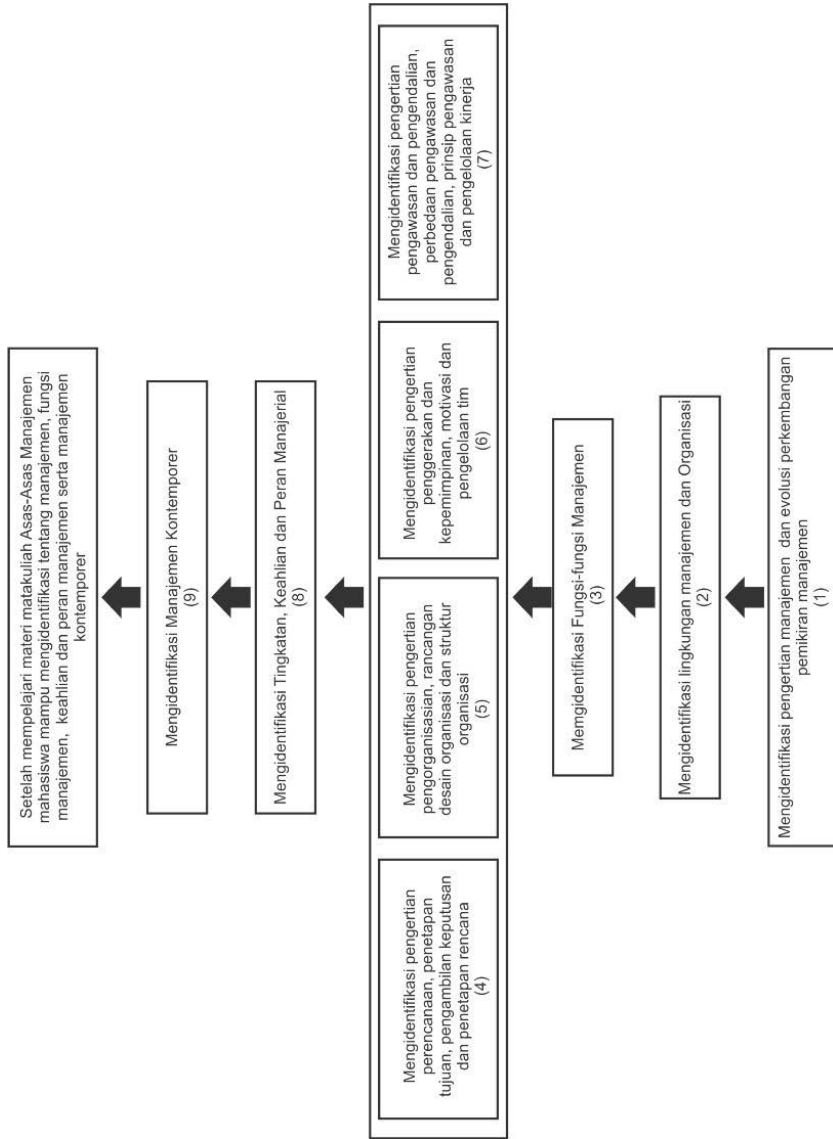 Setelah mempelajari materi matakuliah Asas-Asas Manajemen
mahasiswa mampu mengidentifikasi tentang manajemen, fungsi
manajemen, keahlian dan peran manajemen serta manajemen
kontemporer
Mengidentifikasi Manajemen Kontemporer
(9)
Mengidentifikasi Tingkatan, Keahlian dan Peran Manajerial
(8)
Mengidentifikasi pengertian
perencanaan, penetapan
tujuan, pengambilan keputusan
dan penetapan rencana
(4)
Mengidentifikasi pengertian
pengorganisasian, rancangan
desain organisasi dan struktur
organisasi
(5)
Mengidentifikasi pengertian
penggerakan dan
kepemimpinan, motivasi dan
pengelolaan tim
(6)
Mengidentifikasi pengertian
pengawasan dan pengendalian,
perbedaan pengawasan dan
pengendalian, prinsip pengawasan
dan pengelolaan kinerja
(7)
Memgidentifikasi Fungsi-fungsi Manajemen
(3)
Mengidentifikasi lingkungan manajemen dan Organisasi
(2)
Mengidentifikasi pengertian manajemen dan evolusi perkembangan
pemikiran manajemen
(1)